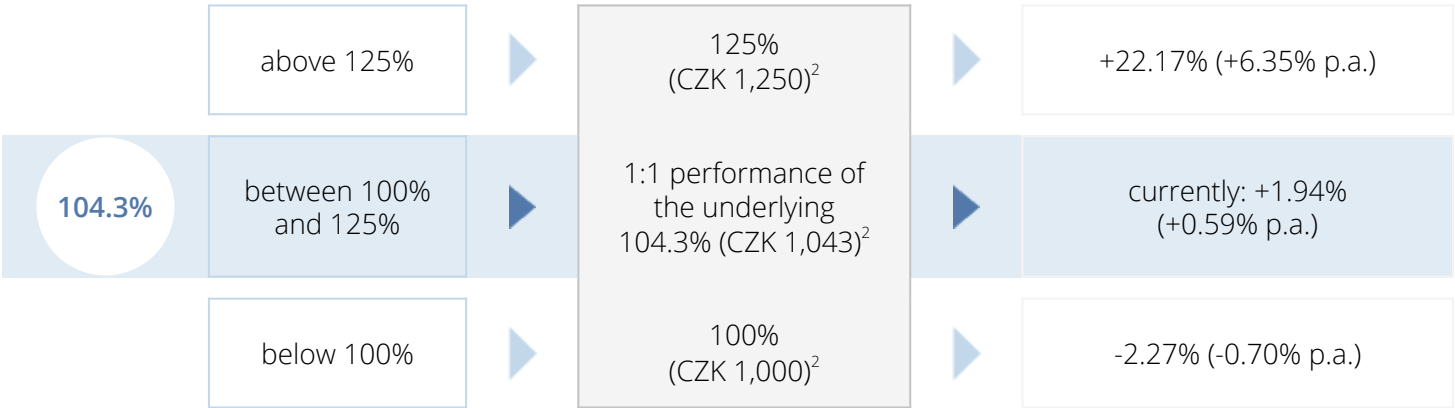 above 125%
125%
(CZK 1,250)2
+22.17% (+6.35% p.a.)
104.3%
between 100%
and 125%
1:1 performance of
the underlying
104.3% (CZK 1,043)2
currently: +1.94%
(+0.59% p.a.)
below 100%
100%
(CZK 1,000)2
-2.27% (-0.70% p.a.)